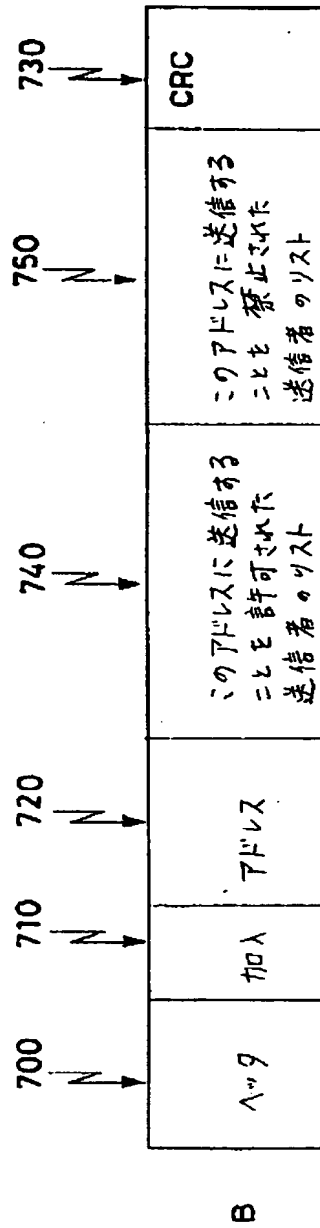 700
710
720
740
750
730
B
ヘッダ
加入
アドレス
このアドレスに送信する
ことを許可された
送信者のリスト
このアドレスに送信する
ことを禁止された
送信者のリスト
CRC